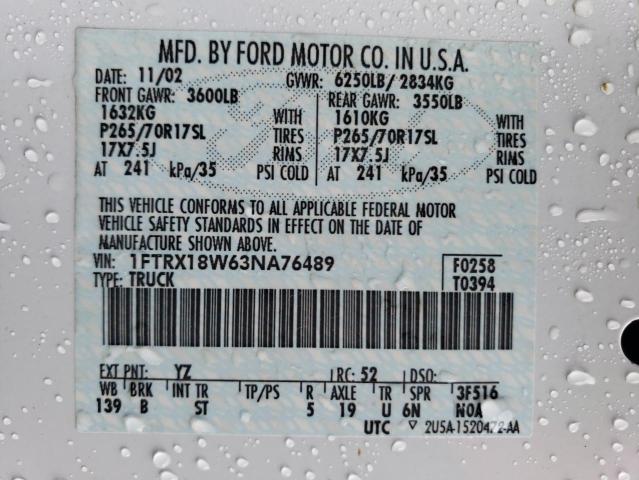 MFD. BY FORD MOTOR CO. IN U.S.A.
DATE: 11/02 GVWR: 6250LB/ 2834KG
FRONT GAWR: 3600LB REAR GAWR: 3550LB
1632KG WITH 1610KG WITH
P265/70R17SL TIRES P265/70R17SL TIRES
17X7.5J RIMS 17X7.5J RIMS
AT 241 kPa/35 PSI COLD AT 241 kPa/35 PSI COLD
THIS VEHICLE CONFORMS TO ALL APPLICABLE FEDERAL MOTOR
VEHICLE SAFETY STANDARDS IN EFFECT ON THE DATE OF
MANUFACTURE SHOWN ABOVE.
VIN: 1FTRX18W63NA76489 F0258
TYPE: TRUCK T0394
EXT PNT: YZ RC: 52 DSO:
WB BRK INT TR TP/PS R AXLE TR SPR 3F516
139 B ST 5 19 U 6N N0A
UTC ▽ 2U5A-1520472-AA